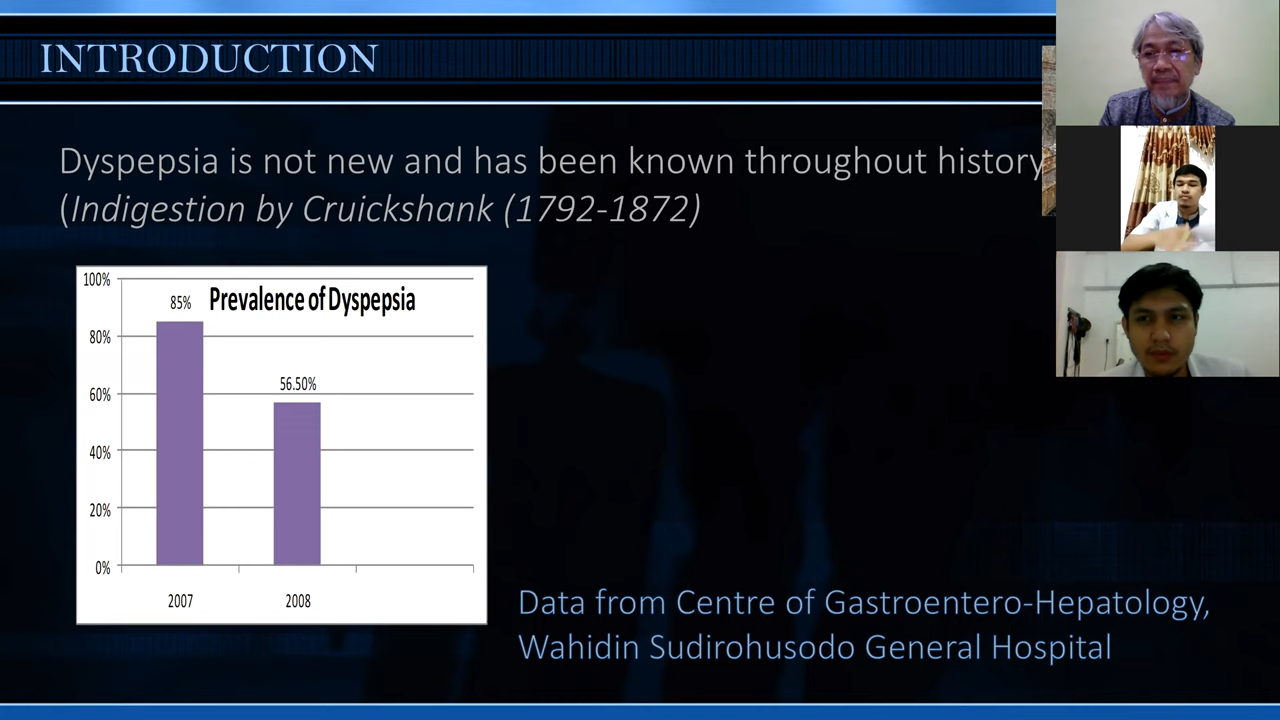 INTRODUCTION
Dyspepsia is not new and has been known throughout history
(Indigestion by Cruickshank (1792-1872)
Prevalence of Dyspepsia
100%
80%
60%
40%
20%
0%
85%
56.50%
2007
2008
Data from Centre of Gastroentero-Hepatology,
Wahidin Sudirohusodo General Hospital